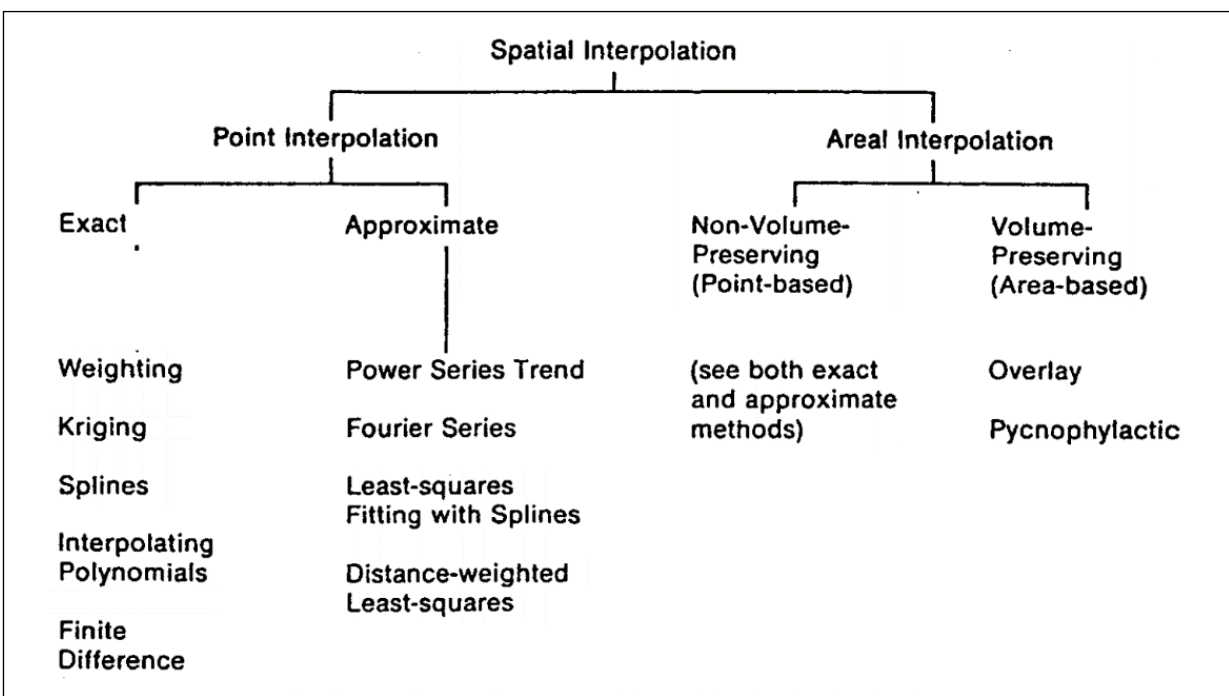 Spatial Interpolation
Point Interpolation
Areal Interpolation
Exact
Approximate
Non-Volume-
Preserving
(Point-based)
Volume-
Preserving
(Area-based)
Weighting
Kriging
Splines
Interpolating
Polynomials
Finite
Difference
Power Series Trend
Fourier Series
Least-squares
Fitting with Splines
Distance-weighted
Least-squares
(see both exact
and approximate
methods)
Overlay
Pycnophylactic